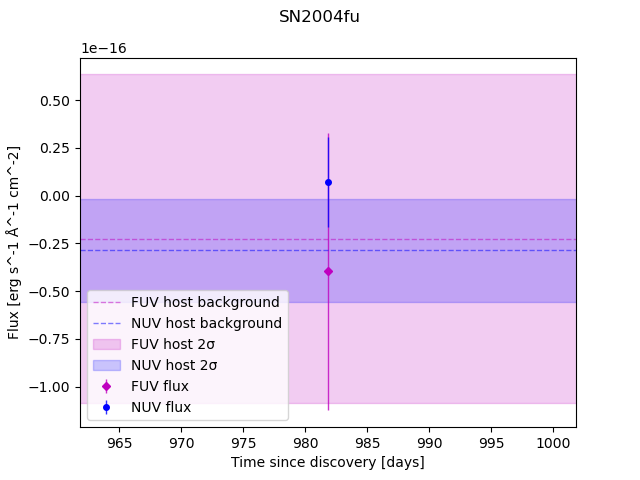 SN2004fu
1e−16
0.50
0.25
0.00
−0.25
−0.50
−0.75
−1.00
Flux [erg s^-1 Å^-1 cm^-2]
FUV host background
NUV host background
FUV host 2σ
NUV host 2σ
FUV flux
NUV flux
965 970 975 980 985 990 995 1000
Time since discovery [days]